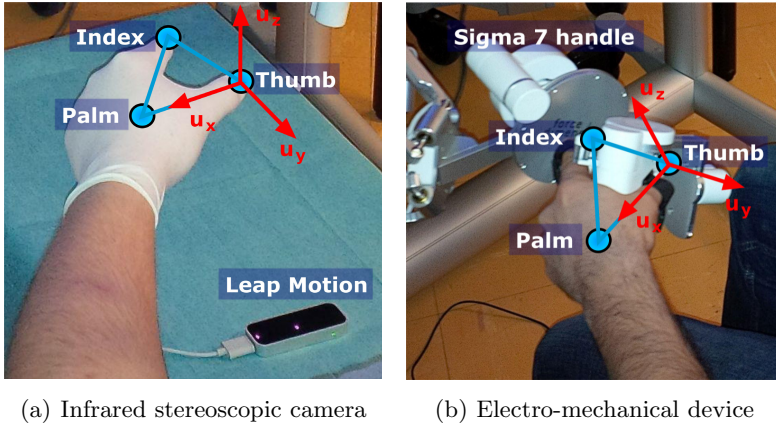 Index
u_z
Thumb
Palm
u_x
u_y
Leap Motion
Sigma 7 handle
u_z
Index
force
Thumb
u_y
u_x
Palm
(a) Infrared stereoscopic camera
(b) Electro-mechanical device